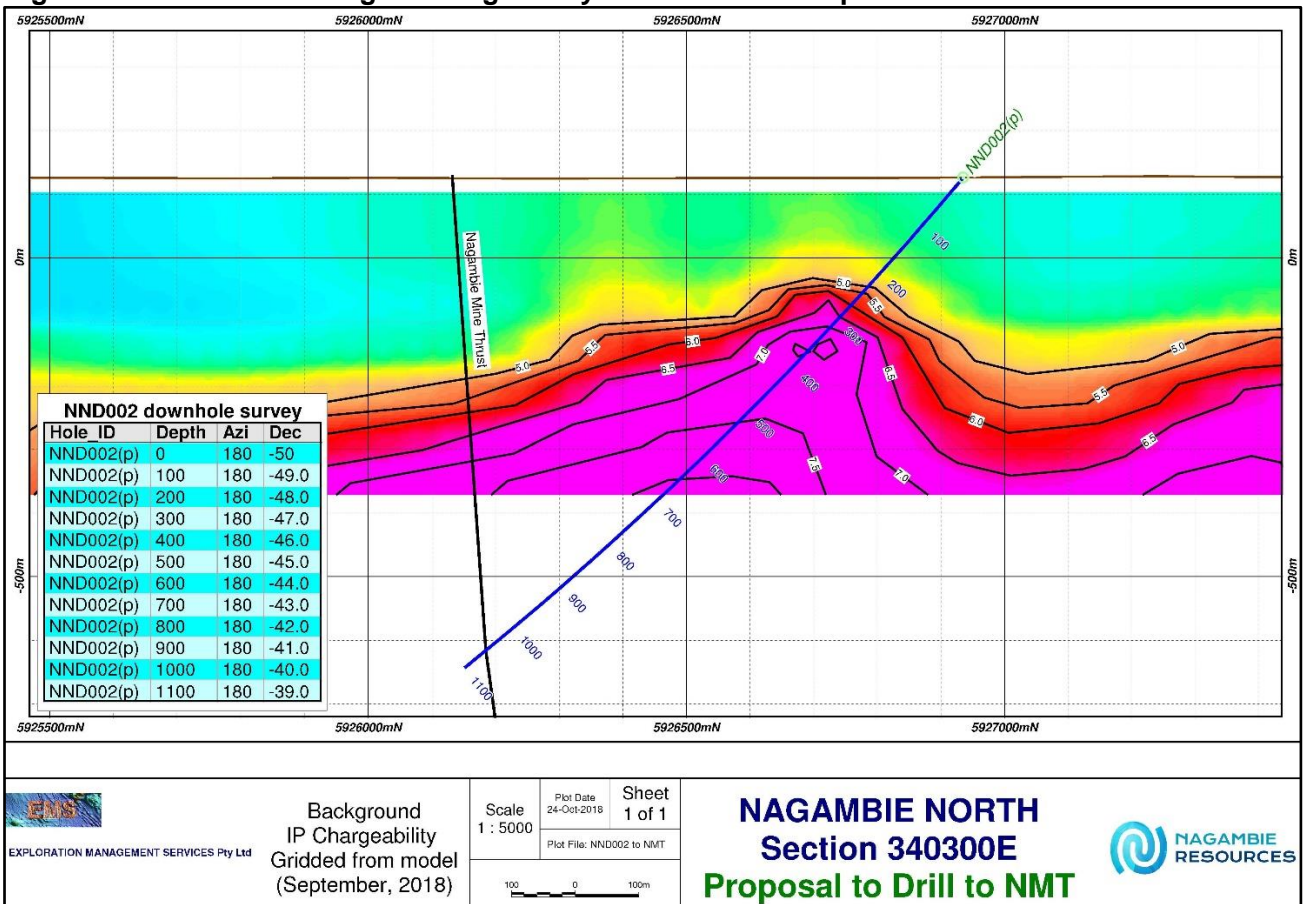 5925500mN 5926000mN 5926500mN 5927000mN
NND002(p)
0m 0m
100
200
300
400
500
600
700
800
900
1000
1100
Nagambie Mine Thrust
5.0
5.5
5.0
5.5
6.0
6.5
7.0
5.0
5.5
6.5
6.0
7.5
7.0
6.5
5.5
5.0
-500m -500m
NND002 downhole survey
Hole_ID Depth Azi Dec
NND002(p) 0 180 -50
NND002(p) 100 180 -49.0
NND002(p) 200 180 -48.0
NND002(p) 300 180 -47.0
NND002(p) 400 180 -46.0
NND002(p) 500 180 -45.0
NND002(p) 600 180 -44.0
NND002(p) 700 180 -43.0
NND002(p) 800 180 -42.0
NND002(p) 900 180 -41.0
NND002(p) 1000 180 -40.0
NND002(p) 1100 180 -39.0
5925500mN 5926000mN 5926500mN 5927000mN
EMS
EXPLORATION MANAGEMENT SERVICES Pty Ltd
Background
IP Chargeability
Gridded from model
(September, 2018)
Scale
1 : 5000
Plot Date
24-Oct-2018
Sheet
1 of 1
Plot File: NND002 to NMT
100 0 100m
NAGAMBIE NORTH
Section 340300E
Proposal to Drill to NMT
NAGAMBIE
RESOURCES